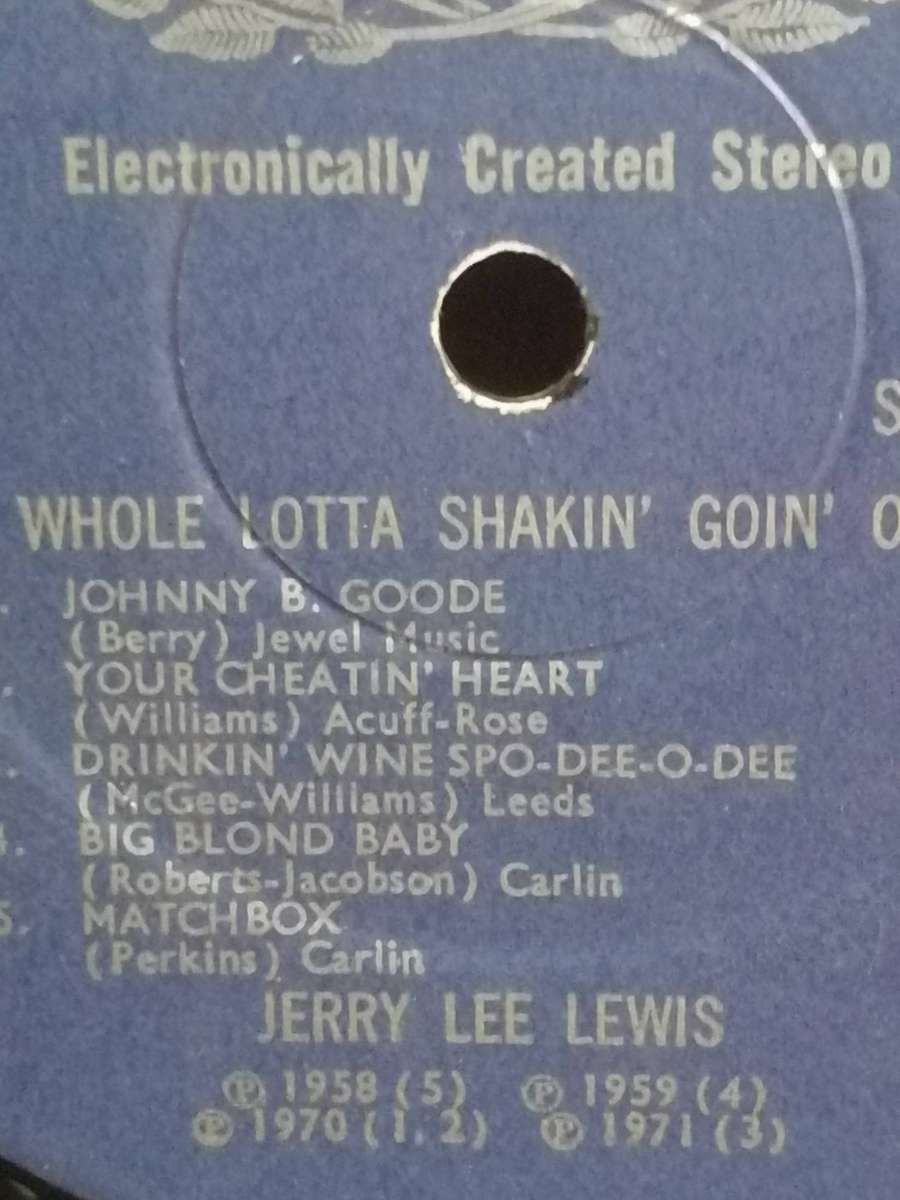 Electronically Created Stereo
S
WHOLE LOTTA SHAKIN' GOIN' O
. JOHNNY B. GOODE
(Berry) Jewel Music
. YOUR CHEATIN' HEART
(Williams) Acuff-Rose
. DRINKIN' WINE SPO-DEE-O-DEE
(McGee-Williams) Leeds
4. BIG BLOND BABY
(Roberts-Jacobson) Carlin
5. MATCHBOX
(Perkins) Carlin
JERRY LEE LEWIS
℗ 1958 (5) ℗ 1959 (4)
℗ 1970 (1, 2) ℗ 1971 (3)